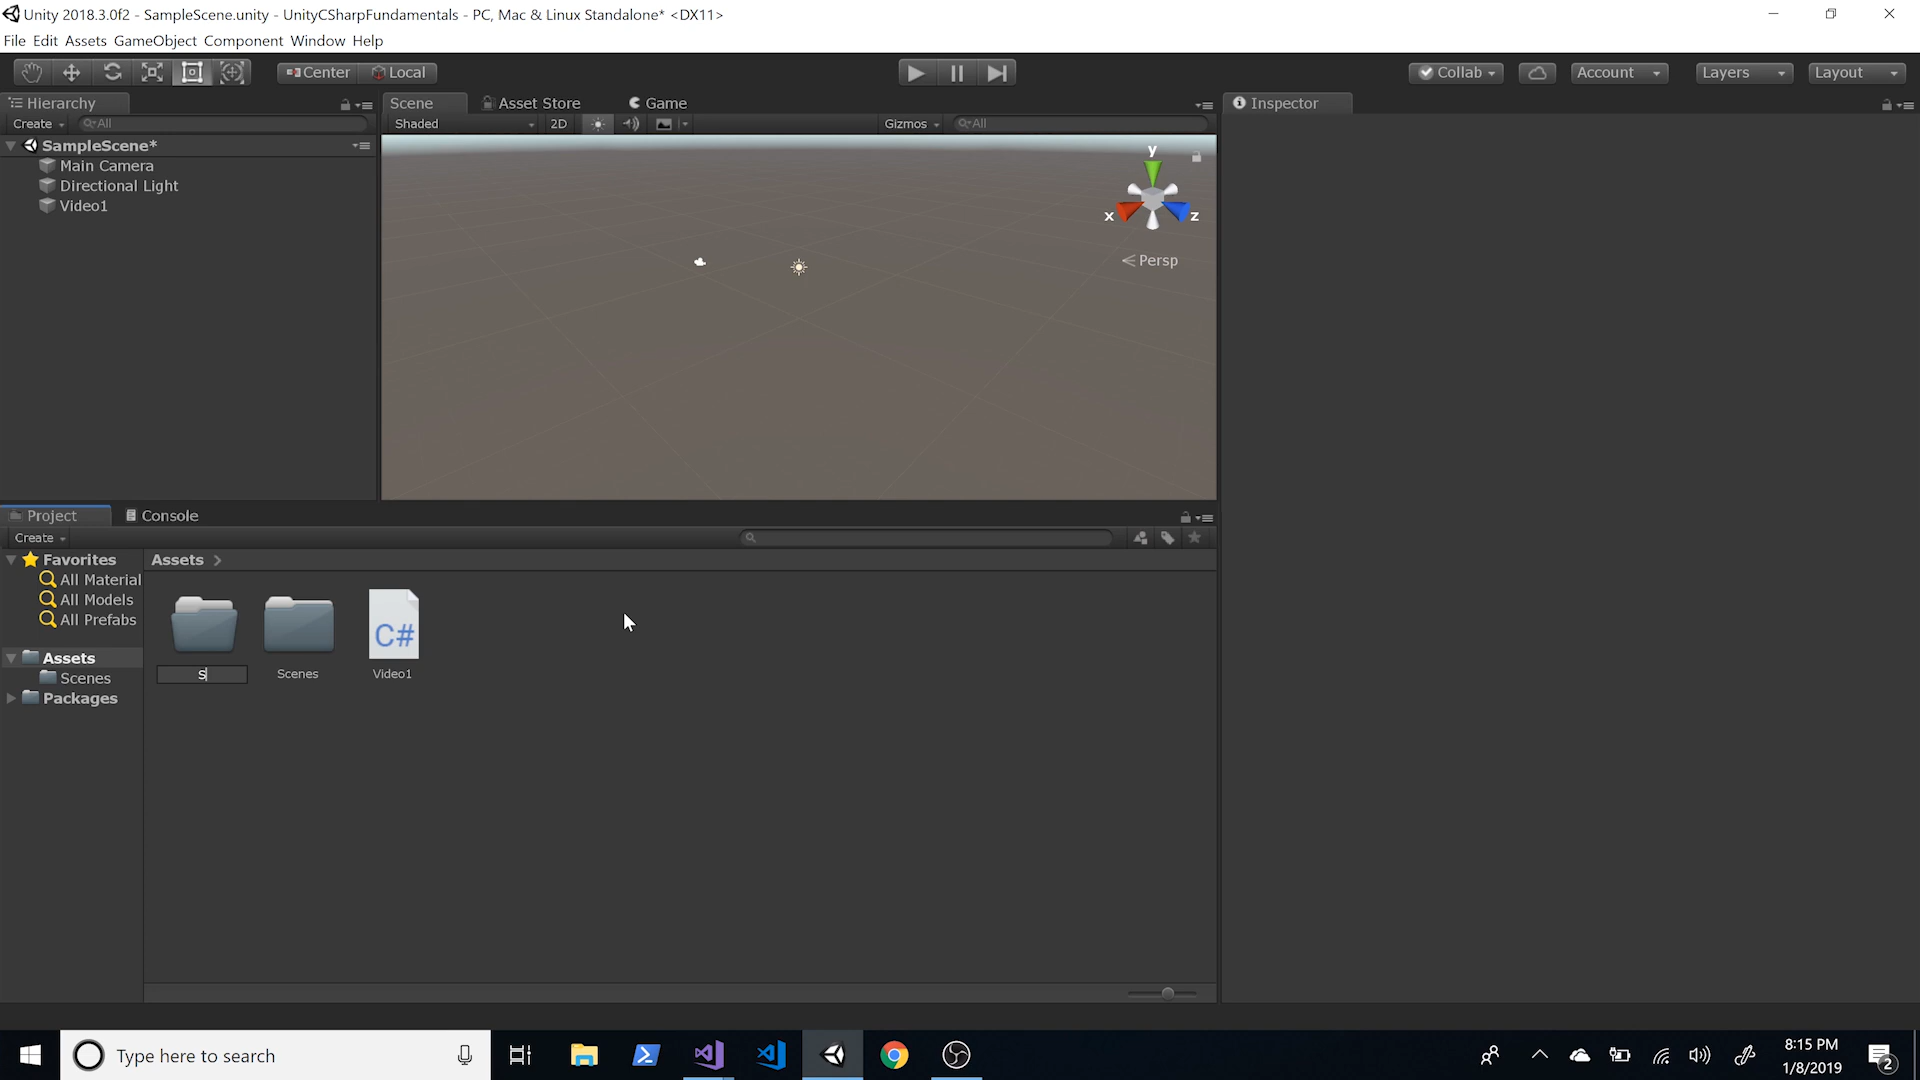 Unity 2018.3.0f2 - SampleScene.unity - UnityCSharpFundamentals - PC, Mac & Linux Standalone* <DX11>
File Edit Assets GameObject Component Window Help
Center Local Collab Account Layers Layout
Hierarchy
Create All
SampleScene*
Main Camera
Directional Light
Video1
Scene Asset Store Game
Shaded 2D Gizmos All
y
x z
Persp
Inspector
Project Console
Create
Favorites
All Material
All Models
All Prefabs
Assets
Scenes
Packages
Assets >
S Scenes C# Video1
Type here to search
8:15 PM
1/8/2019
2